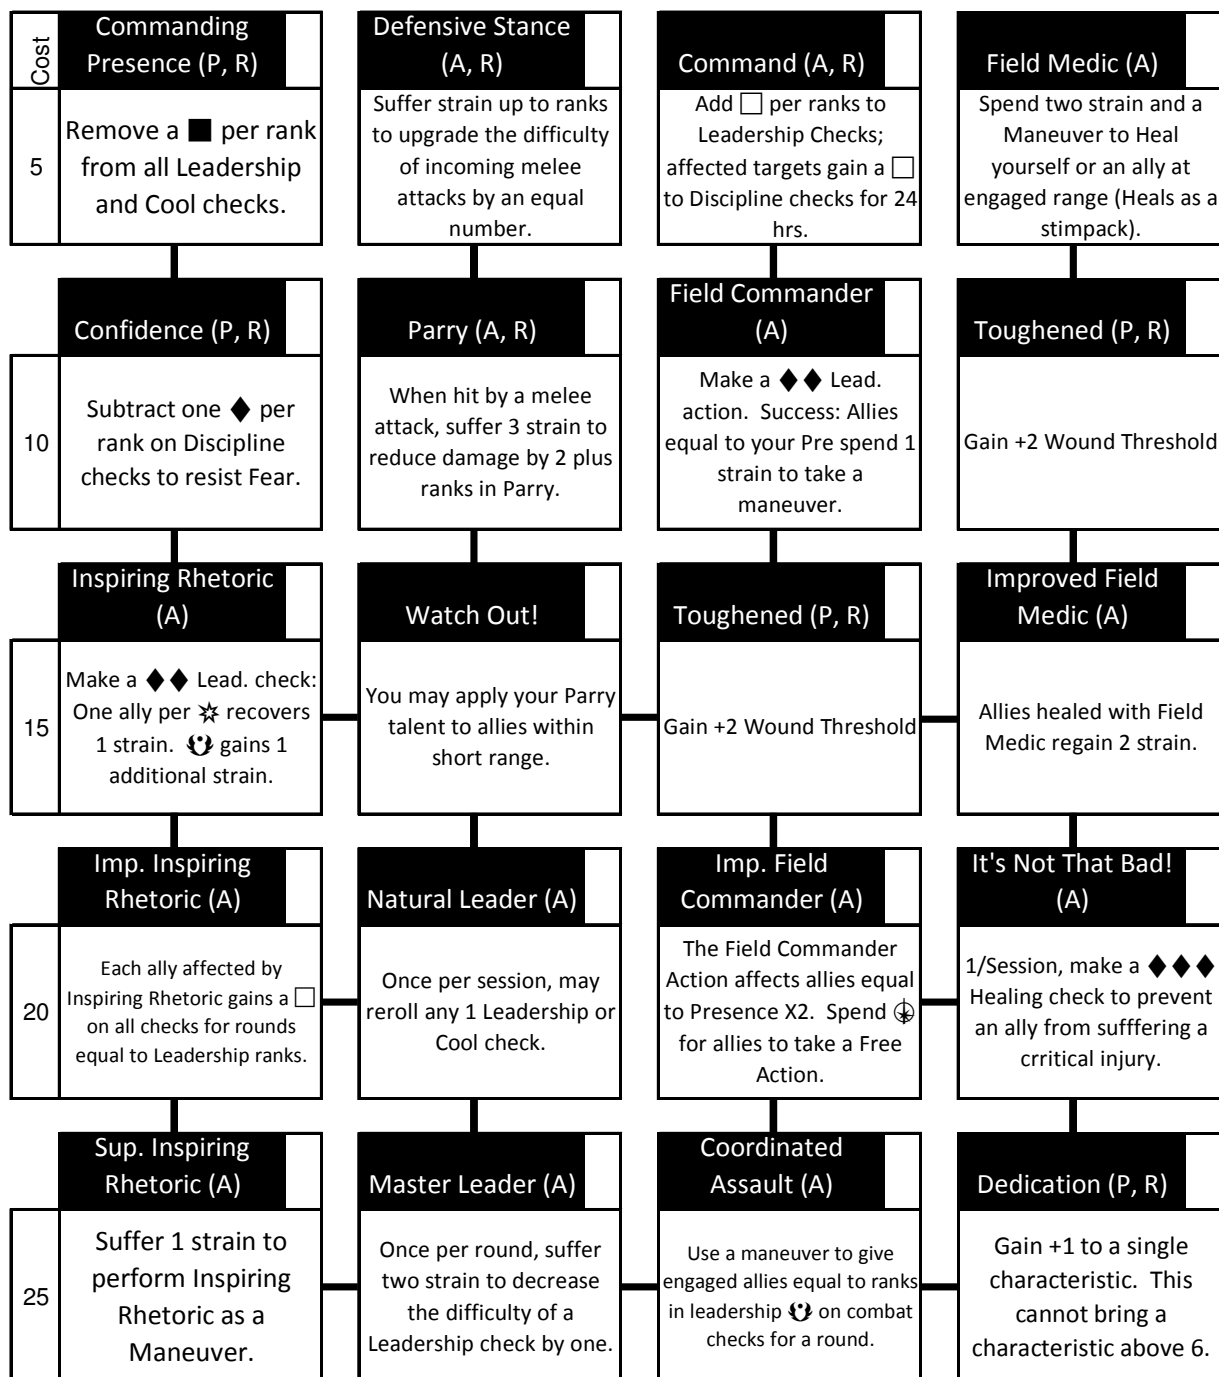 Cost
Commanding
Presence (P, R)
Defensive Stance
(A, R)
Command (A, R)
Field Medic (A)
5
Remove a ■ per rank
from all Leadership
and Cool checks.
Suffer strain up to ranks
to upgrade the difficulty
of incoming melee
attacks by an equal
number.
Add □ per ranks to
Leadership Checks;
affected targets gain a □
to Discipline checks for 24
hrs.
Spend two strain and a
Maneuver to Heal
yourself or an ally at
engaged range (Heals as a
stimpack).
Confidence (P, R)
Parry (A, R)
Field Commander
(A)
Toughened (P, R)
10
Subtract one ♦ per
rank on Discipline
checks to resist Fear.
When hit by a melee
attack, suffer 3 strain to
reduce damage by 2 plus
ranks in Parry.
Make a ♦ ♦ Lead.
action.  Success: Allies
equal to your Pre spend 1
strain to take a
maneuver.
Gain +2 Wound Threshold
Inspiring Rhetoric
(A)
Watch Out!
Toughened (P, R)
Improved Field
Medic (A)
15
Make a ♦ ♦ Lead. check:
One ally per recovers
1 strain. gains 1
additional strain.
You may apply your Parry
talent to allies within
short range.
Gain +2 Wound Threshold
Allies healed with Field
Medic regain 2 strain.
Imp. Inspiring
Rhetoric (A)
Natural Leader (A)
Imp. Field
Commander (A)
It's Not That Bad!
(A)
20
Each ally affected by
Inspiring Rhetoric gains a □
on all checks for rounds
equal to Leadership ranks.
Once per session, may
reroll any 1 Leadership or
Cool check.
The Field Commander
Action affects allies equal
to Presence X2.  Spend
for allies to take a Free
Action.
1/Session, make a ♦ ♦ ♦
Healing check to prevent
an ally from sufffering a
crritical injury.
Sup. Inspiring
Rhetoric (A)
Master Leader (A)
Coordinated
Assault (A)
Dedication (P, R)
25
Suffer 1 strain to
perform Inspiring
Rhetoric as a
Maneuver.
Once per round, suffer
two strain to decrease
the difficulty of a
Leadership check by one.
Use a maneuver to give
engaged allies equal to ranks
in leadership on combat
checks for a round.
Gain +1 to a single
characteristic.  This
cannot bring a
characteristic above 6.